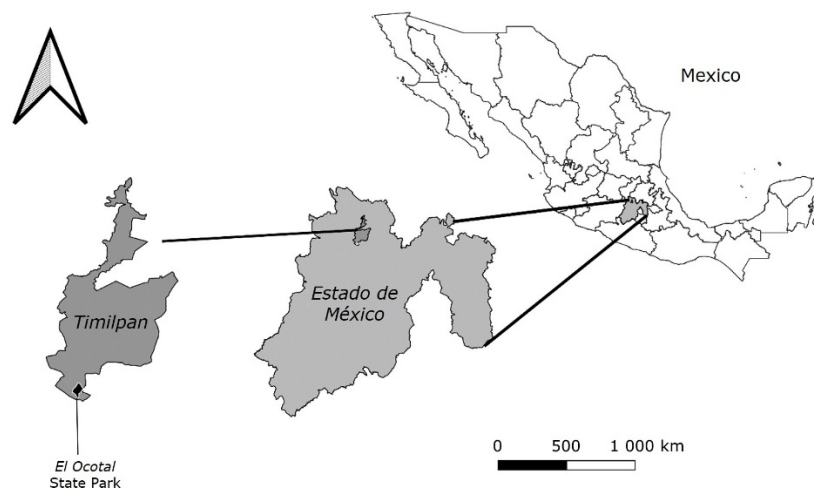 Mexico
Estado de
México
Timilpan
El Ocotal
State Park
0 500 1 000 km